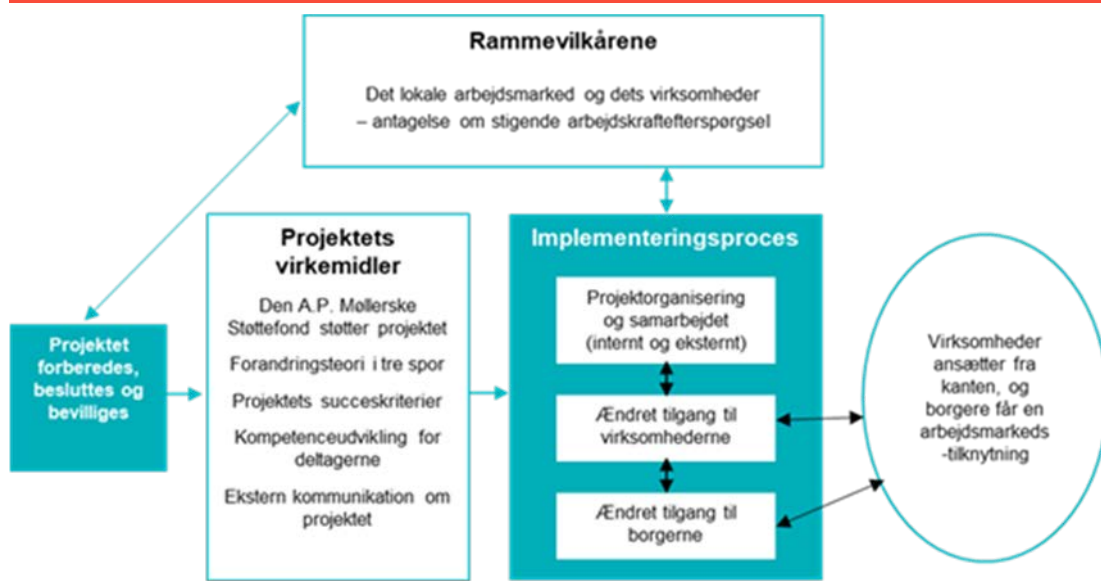 Rammevilkårene
Det lokale arbejdsmarked og dets virksomheder
– antagelse om stigende arbejdskraftefterspørgsel
Projektet
forberedes,
besluttes og
bevilliges
Projektets
virkemidler
Den A.P. Møllerske
Støttefond støtter projektet
Forandringsteori i tre spor
Projektets succeskriterier
Kompetenceudvikling for
deltagerne
Ekstern kommunikation om
projektet
Implementeringsproces
Projektorganisering
og samarbejdet
(internt og eksternt)
Ændret tilgang til
virksomhederne
Ændret tilgang til
borgerne
Virksomheder
ansætter fra
kanten, og
borgere får en
arbejdsmarkeds
-tilknytning